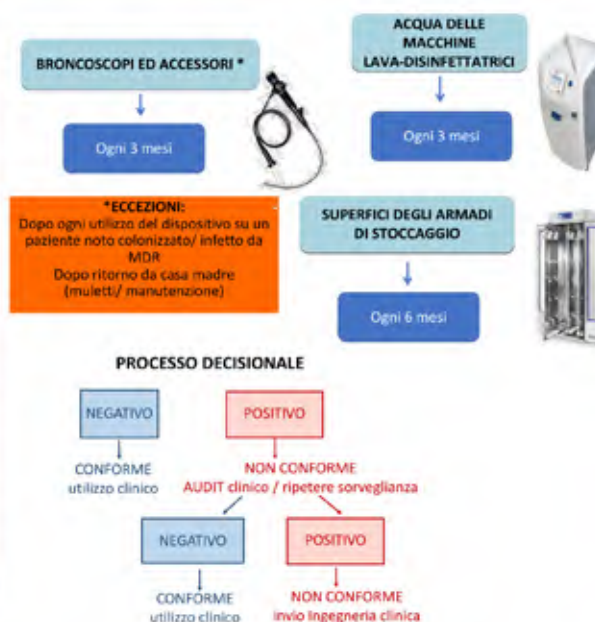 BRONCOSCOPI ED ACCESSORI *
Ogni 3 mesi
ACQUA DELLE
MACCHINE
LAVA-DISINFETTATRICI
Ogni 3 mesi
*ECCEZIONI:
Dopo ogni utilizzo del dispositivo su un
paziente noto colonizzato/ infetto da
MDR
Dopo ritorno da casa madre
(muletti/ manutenzione)
SUPERFICI DEGLI ARMADI
DI STOCCAGGIO
Ogni 6 mesi
PROCESSO DECISIONALE
NEGATIVO
POSITIVO
CONFORME
utilizzo clinico
NON CONFORME
AUDIT clinico / ripetere sorveglianza
NEGATIVO
POSITIVO
CONFORME
utilizzo clinico
NON CONFORME
invio Ingegneria clinica